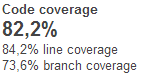 Code coverage
82,2%
84,2% line coverage
73,6% branch coverage